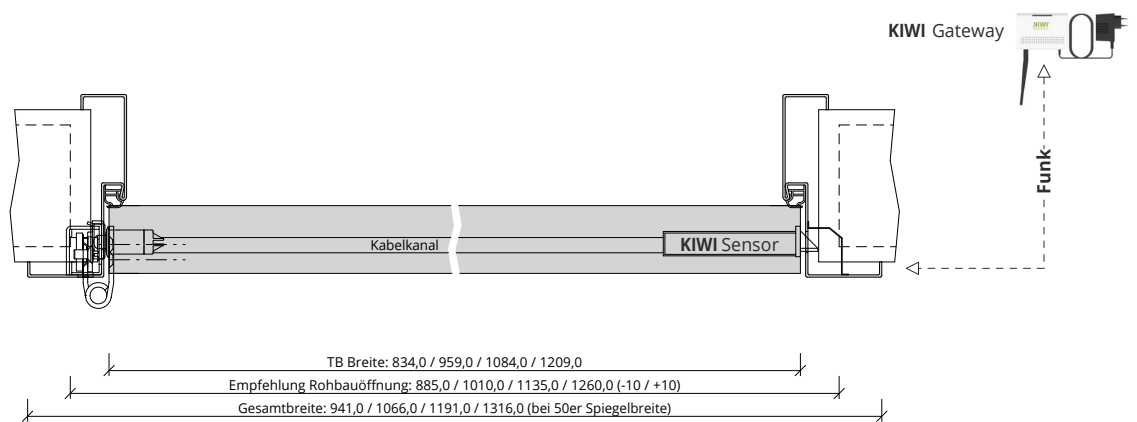 KIWI Gateway
KIWI
Funk
Kabelkanal
KIWI Sensor
TB Breite: 834,0 / 959,0 / 1084,0 / 1209,0
Empfehlung Rohbauöffnung: 885,0 / 1010,0 / 1135,0 / 1260,0 (-10 / +10)
Gesamtbreite: 941,0 / 1066,0 / 1191,0 / 1316,0 (bei 50er Spiegelbreite)